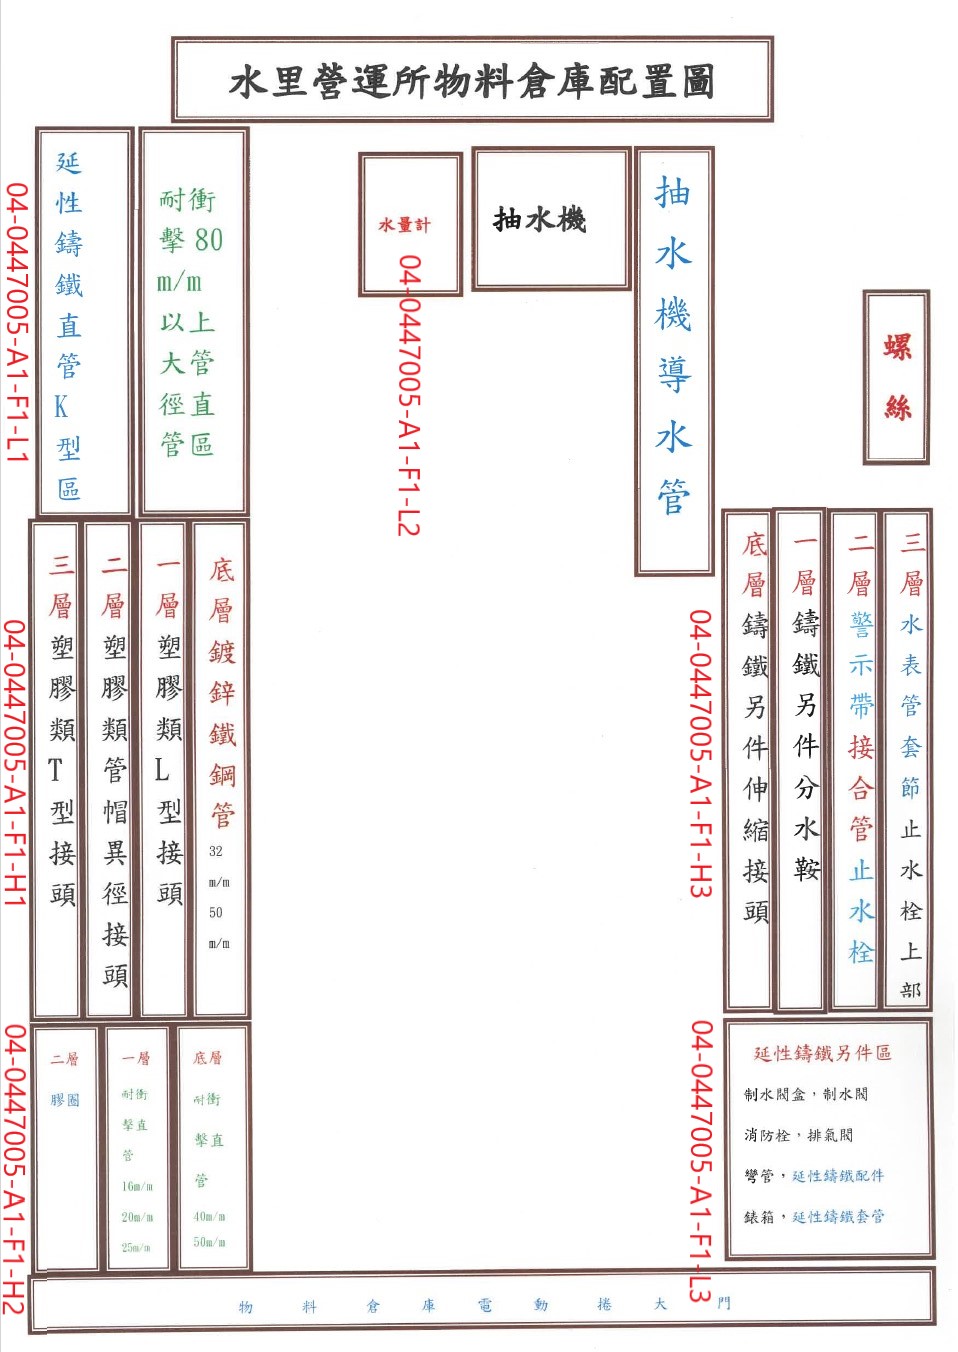 水里營運所物料倉庫配置圖
延性鑄鐵直管K型區
耐衝
擊80
m/m
以上
大管
徑直
管區
水量計
抽水機
抽水機導水管
螺絲
04-0447005-A1-F1-L1
04-0447005-A1-F1-L2
三層塑膠類T型接頭
二層塑膠類管帽異徑接頭
一層塑膠類L型接頭
底層鍍鋅鐵鋼管
32
m/m
50
m/m
04-0447005-A1-F1-H1
底層鑄鐵另件伸縮接頭
一層鑄鐵另件分水鞍
二層警示帶接合管止水栓
三層水表管套節止水栓上部
04-0447005-A1-F1-H3
二層
膠圈
一層
耐衝
擊直
管
16m/m
20m/m
25m/m
底層
耐衝
擊直
管
40m/m
50m/m
04-0447005-A1-F1-H2
延性鑄鐵另件區
制水閥盒，制水閥
消防栓，排氣閥
彎管，延性鑄鐵配件
錶箱，延性鑄鐵套管
04-0447005-A1-F1-L3
物料倉庫電動捲大門